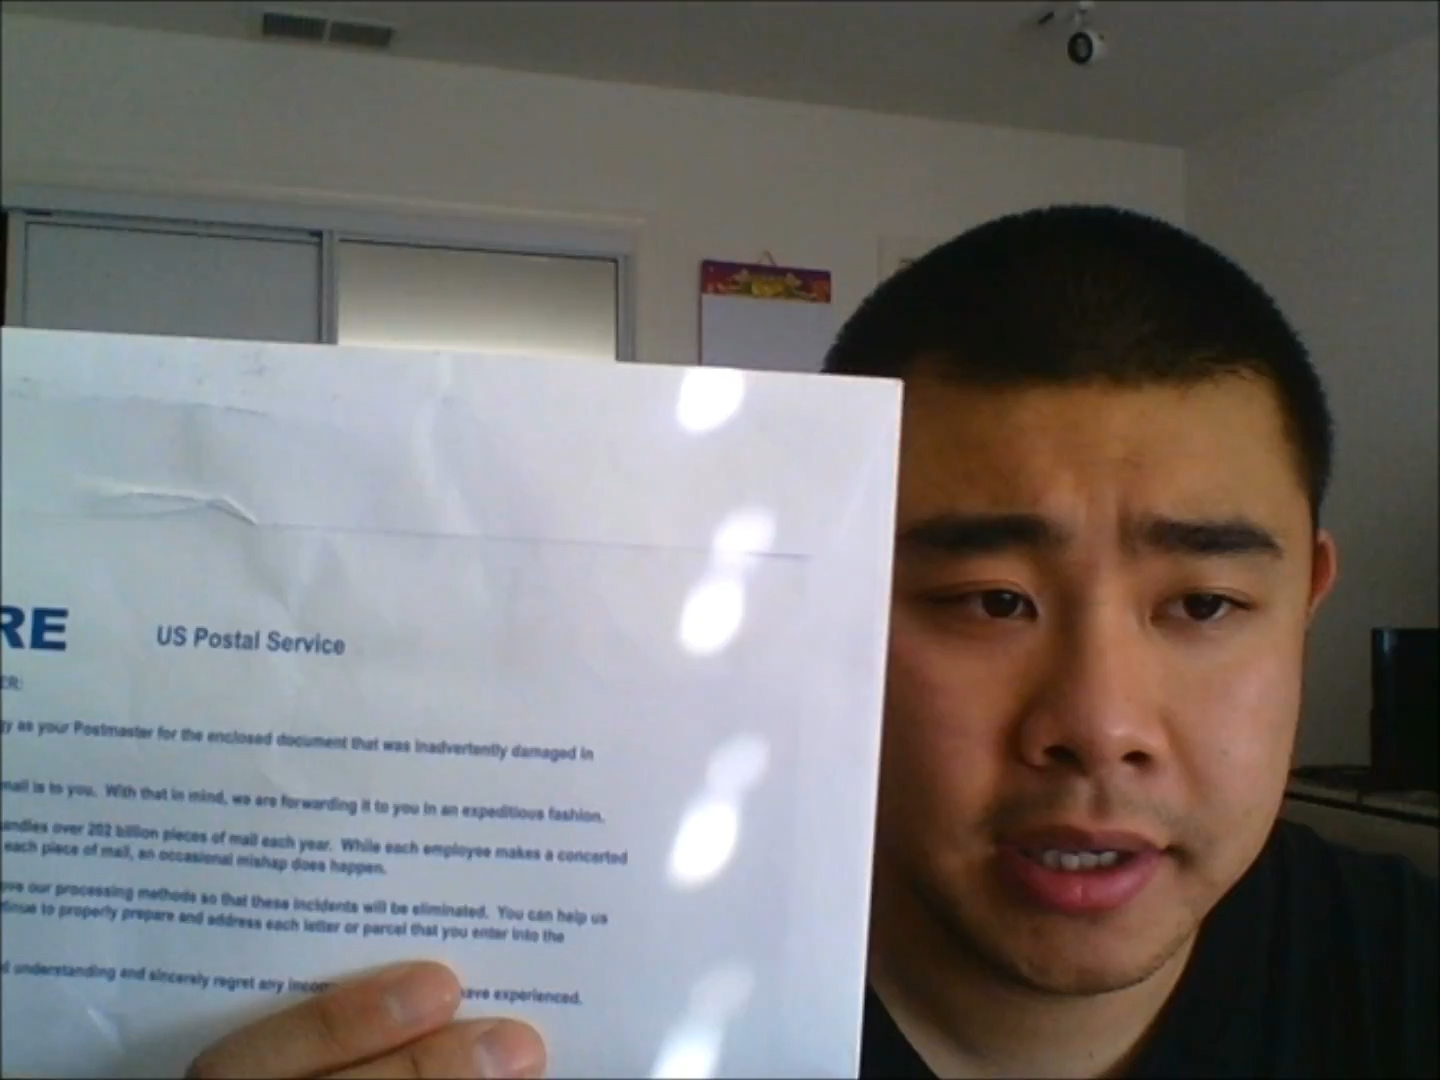 RE US Postal Service
ER:
gy as your Postmaster for the enclosed document that was inadvertently damaged in
mail is to you. With that in mind, we are forwarding it to you in an expeditious fashion.
andles over 202 billion pieces of mail each year. While each employee makes a concerted
each piece of mail, an occasional mishap does happen.
ove our processing methods so that these incidents will be eliminated. You can help us
tinue to properly prepare and address each letter or parcel that you enter into the
d understanding and sincerely regret any incon ave experienced.